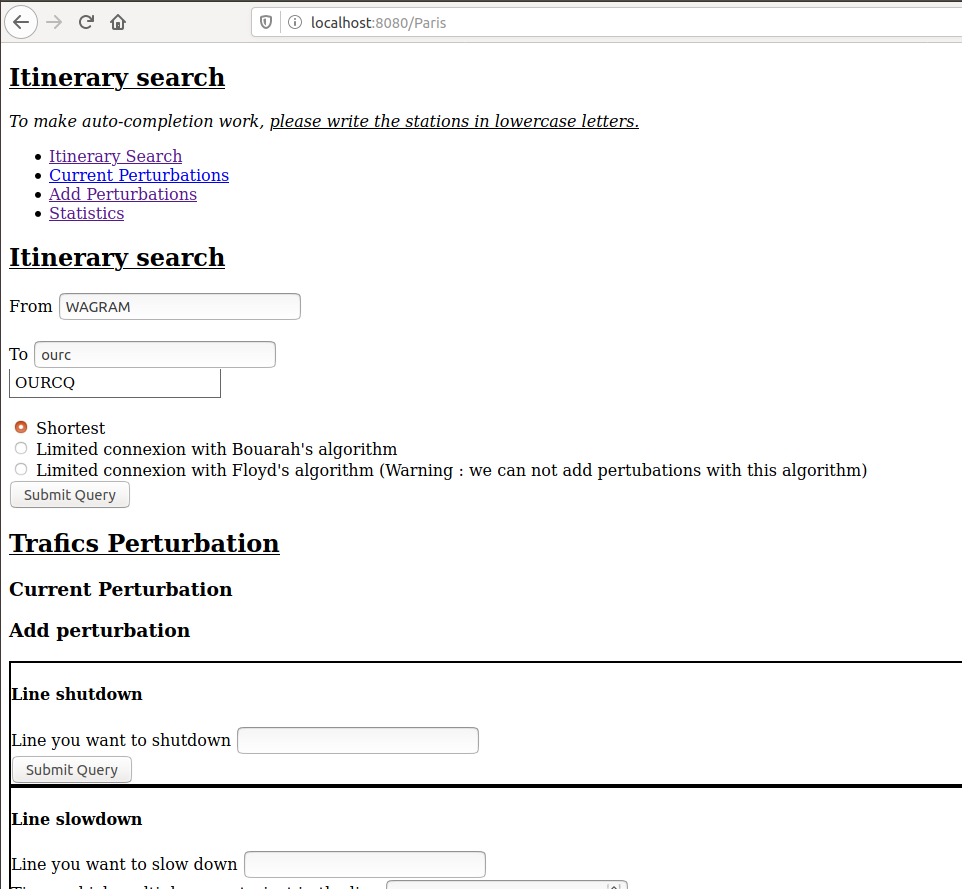 localhost:8080/Paris
Itinerary search
To make auto-completion work, please write the stations in lowercase letters.
Itinerary Search
Current Perturbations
Add Perturbations
Statistics
Itinerary search
From WAGRAM
To ourc
OURCQ
Shortest
Limited connexion with Bouarah's algorithm
Limited connexion with Floyd's algorithm (Warning : we can not add pertubations with this algorithm)
Submit Query
Trafics Perturbation
Current Perturbation
Add perturbation
Line shutdown
Line you want to shutdown
Submit Query
Line slowdown
Line you want to slow down